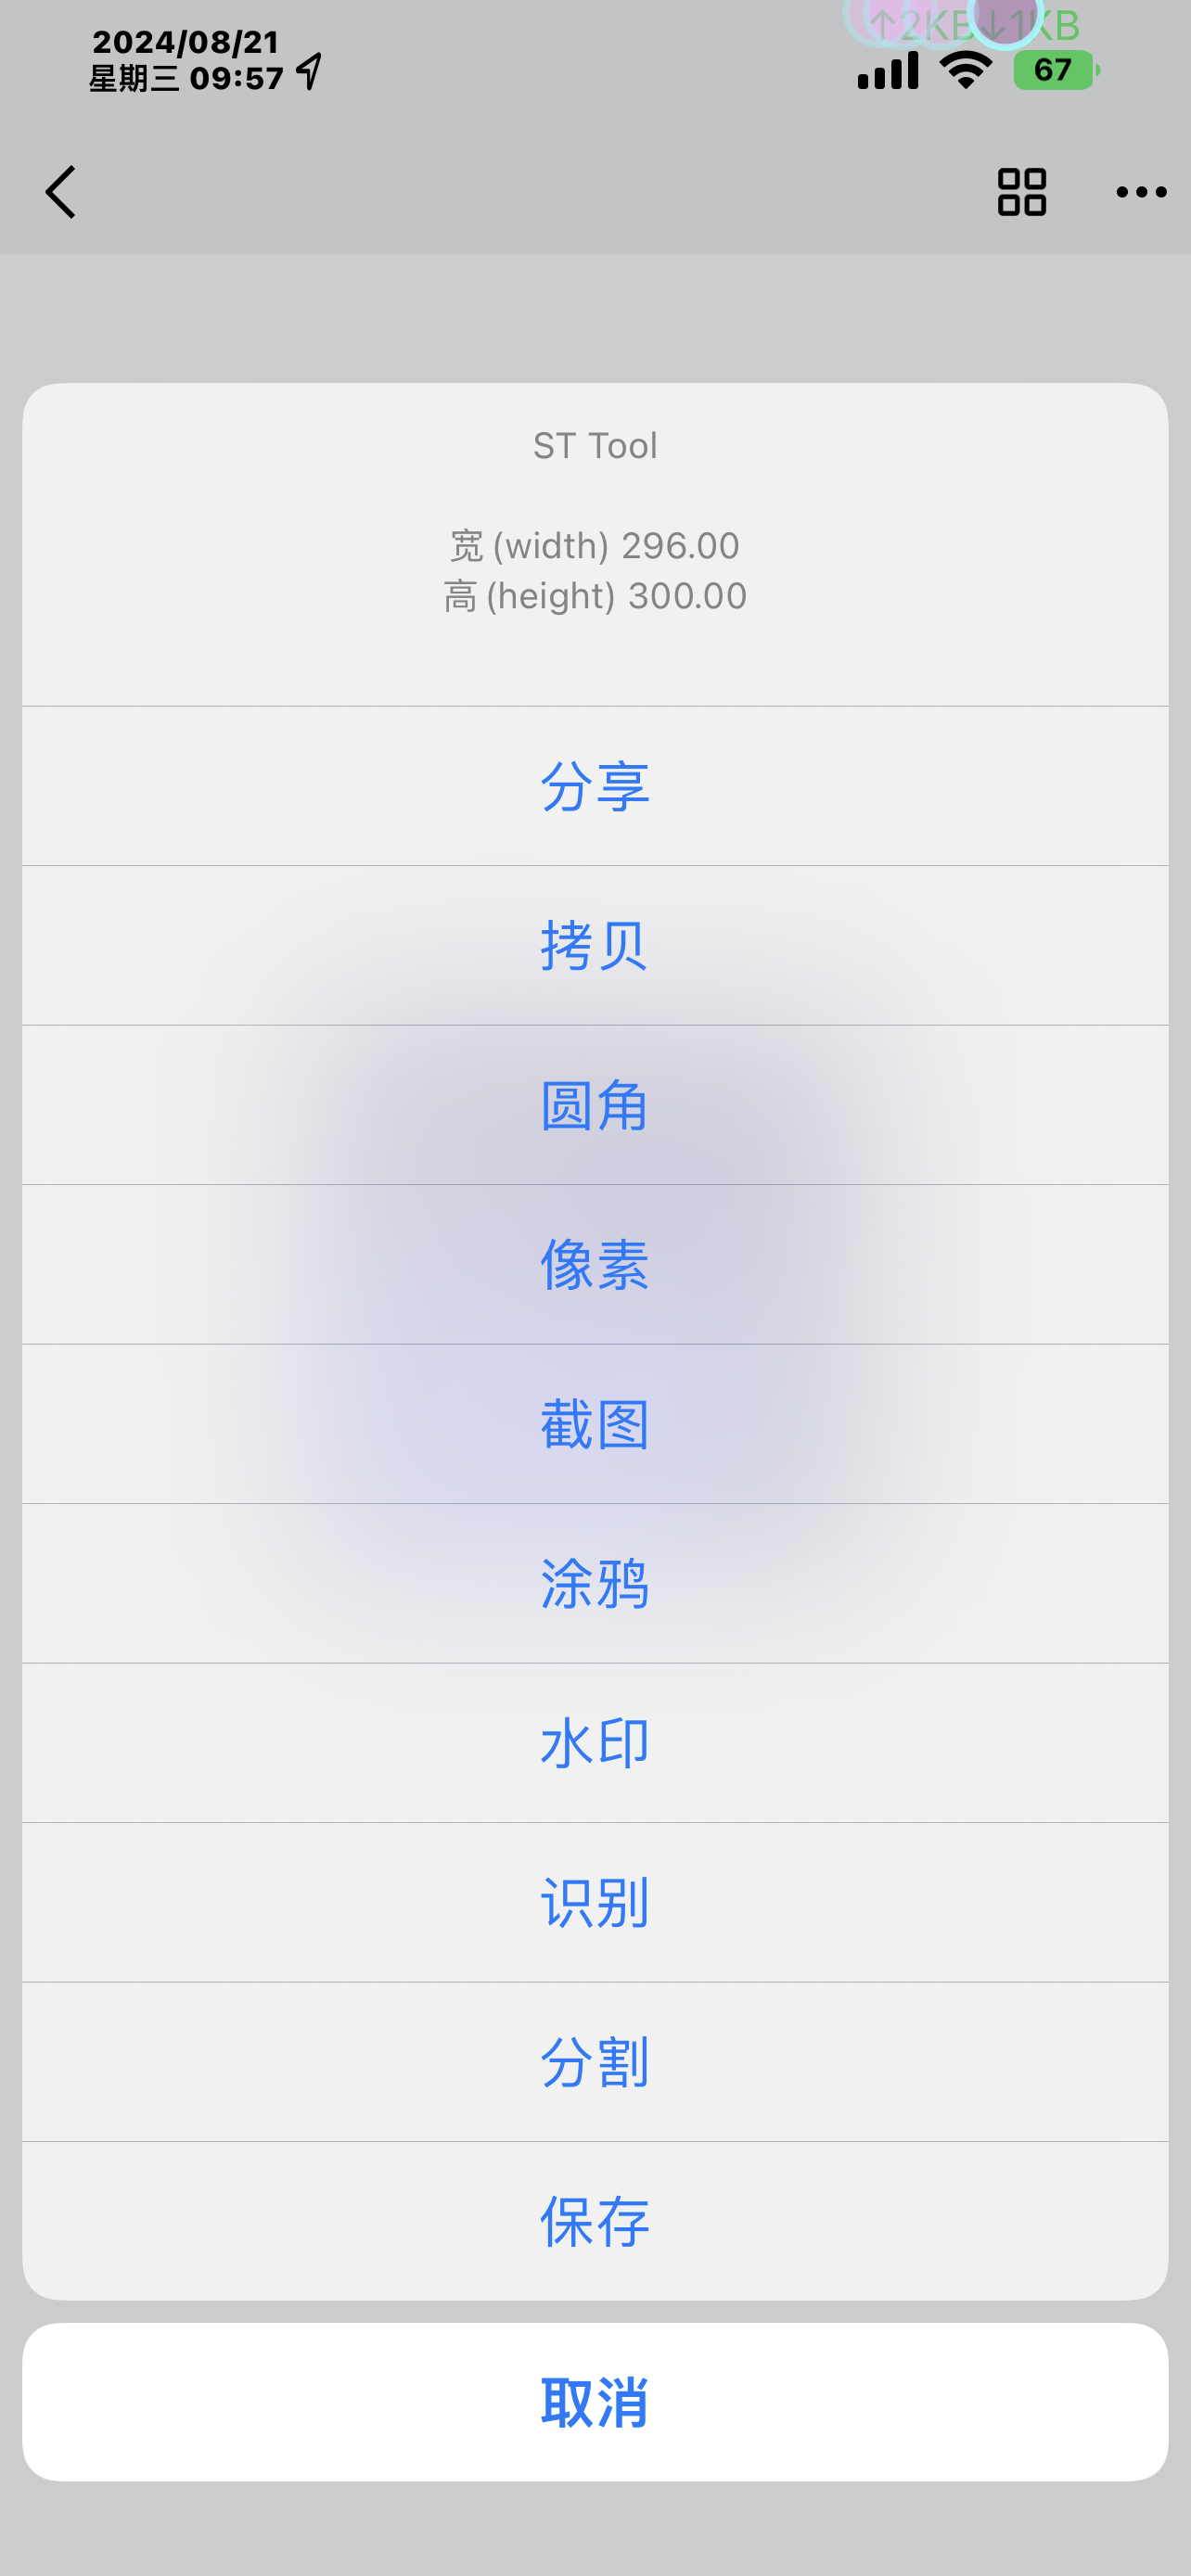 ↑2KB↓1KB
2024/08/21
星期三 09:57
67
ST Tool
宽 (width) 296.00
高 (height) 300.00
分享
拷贝
圆角
像素
截图
涂鸦
水印
识别
分割
保存
取消